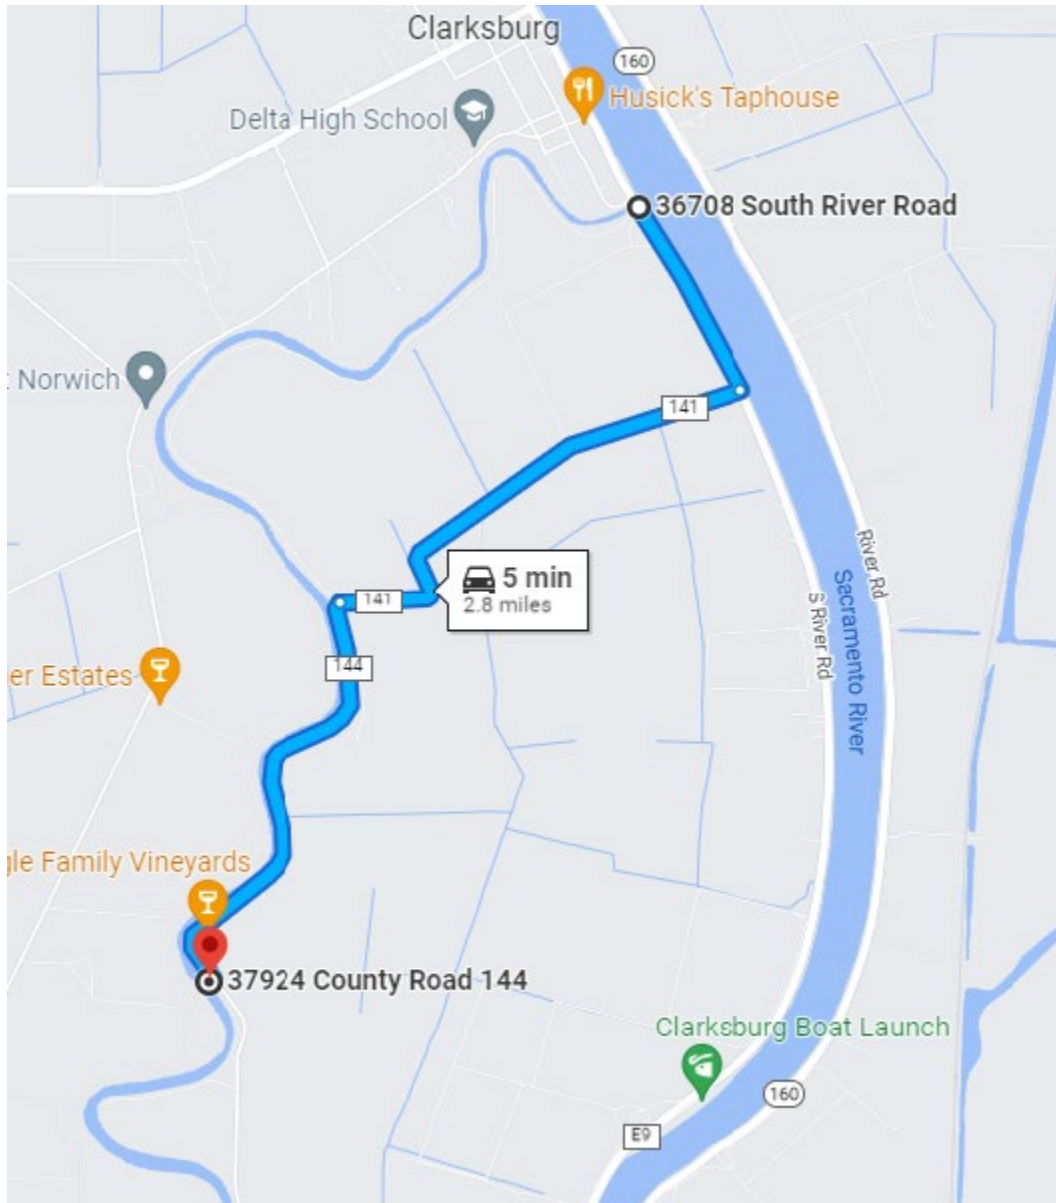 Clarksburg
160
Husick's Taphouse
Delta High School
36708 South River Road
Norwich
141
5 min
2.8 miles
141
River Rd
S River Rd
Sacramento River
144
er Estates
gle Family Vineyards
37924 County Road 144
Clarksburg Boat Launch
160
E9